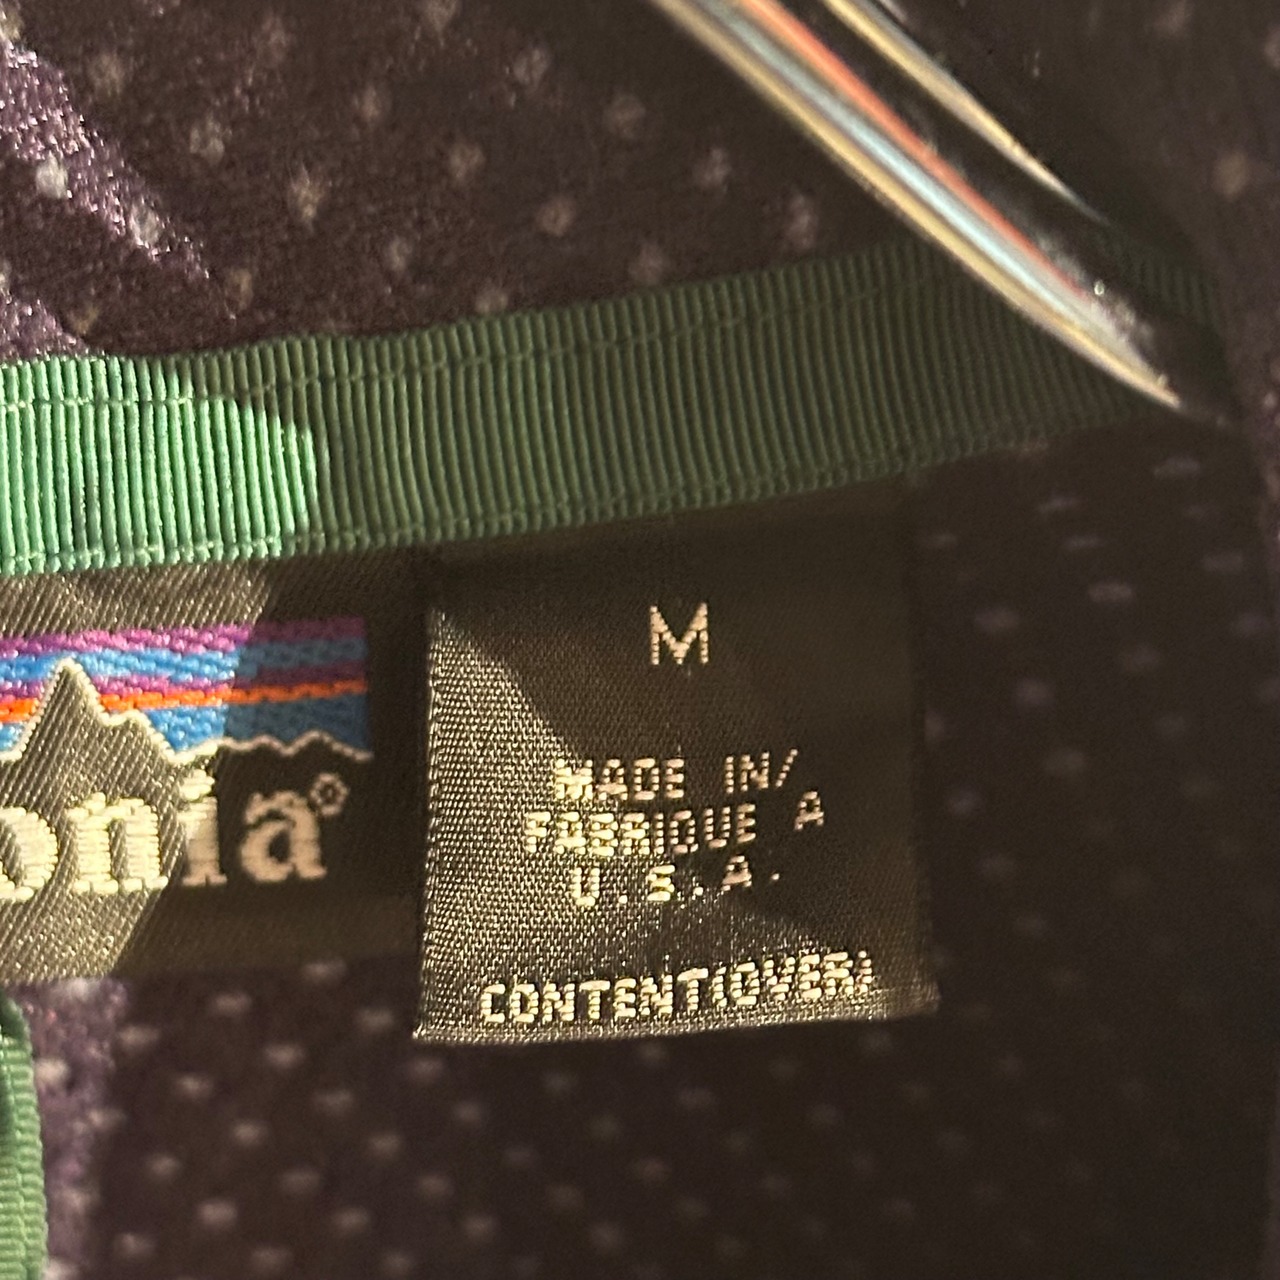 onia®
M
MADE IN/
FABRIQUE A
U.S.A.
CONTENT(OVER)